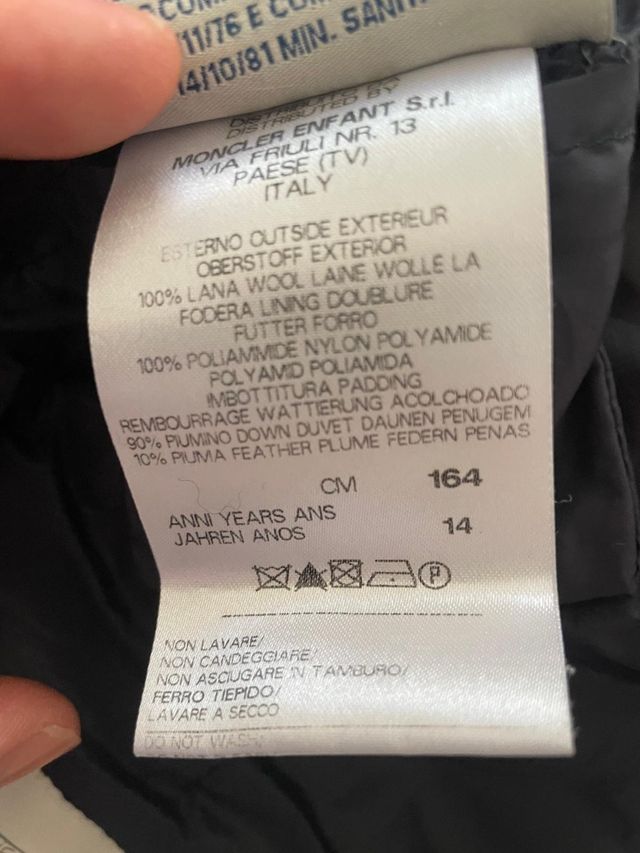 11/76 E
14/10/81 MIN. SANIT.
DISTRIBUTED BY
MONCLER ENFANT S.r.l.
VIA FRIULI NR. 13
PAESE (TV)
ITALY
ESTERNO OUTSIDE EXTERIEUR
OBERSTOFF EXTERIOR
100% LANA WOOL LAINE WOLLE LA
FODERA LINING DOUBLURE
FUTTER FORRO
100% POLIAMMIDE NYLON POLYAMIDE
POLYAMID POLIAMIDA
IMBOTTITURA PADDING
REMBOURRAGE WATTIERUNG ACOLCHOADO
90% PIUMINO DOWN DUVET DAUNEN PENUGEM
10% PIUMA FEATHER PLUME FEDERN PENAS
CM 164
ANNI YEARS ANS
JAHREN ANOS 14
P
NON LAVARE/
NON CANDEGGIARE/
NON ASCIUGARE IN TAMBURO/
FERRO TIEPIDO/
LAVARE A SECCO
DO NOT WASH/